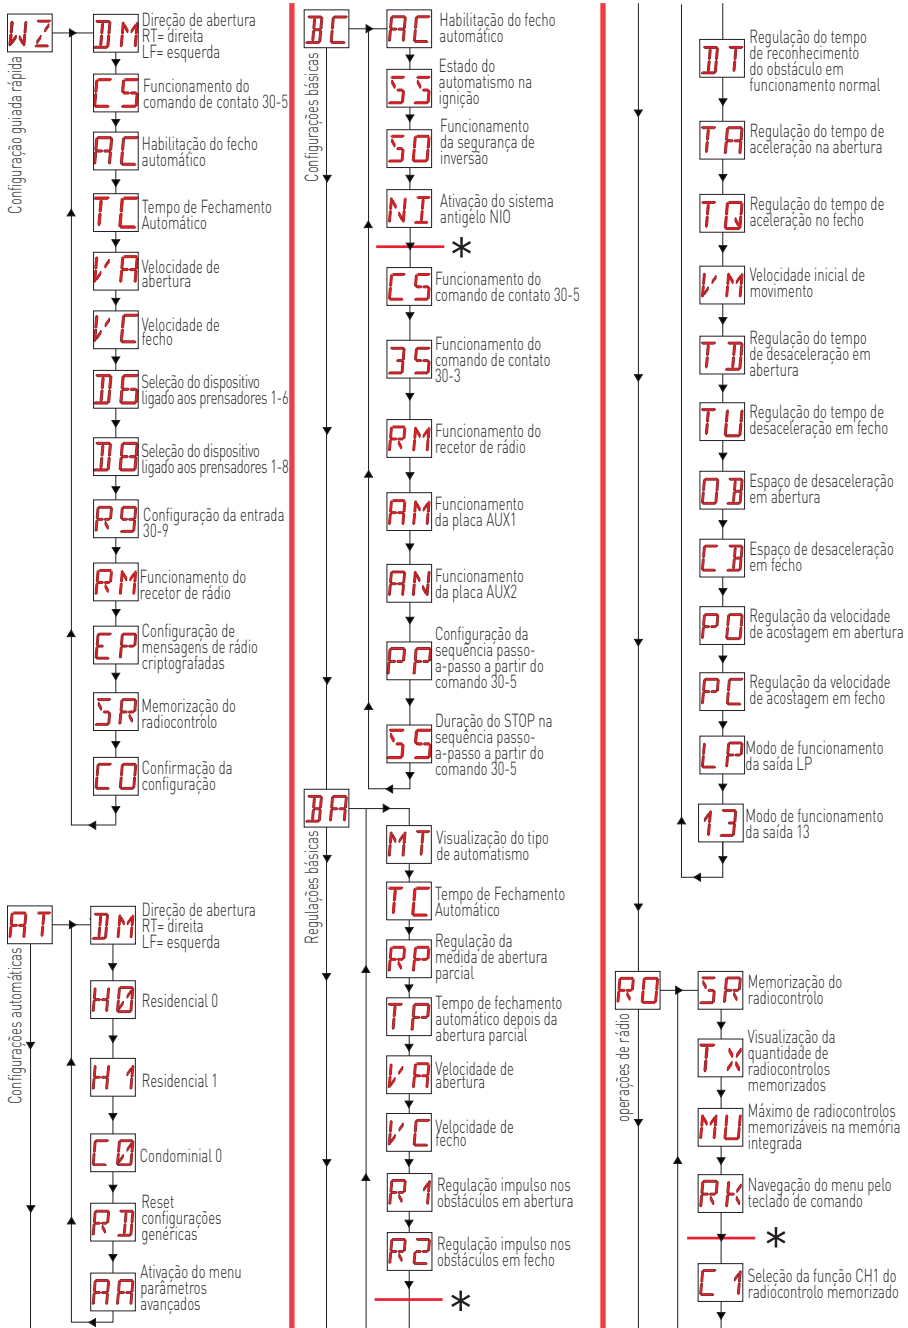 WZ
Configuração guiada rápida
DM
Direção de abertura
RT= direita
LF= esquerda
CS
Funcionamento do
comando de contato 30-5
AC
Habilitação do fecho
automático
TC
Tempo de Fechamento
Automático
VA
Velocidade de
abertura
VC
Velocidade de
fecho
D6
Seleção do dispositivo
ligado aos prensadores 1-6
D8
Seleção do dispositivo
ligado aos prensadores 1-8
R9
Configuração da entrada
30-9
RM
Funcionamento do
recetor de rádio
EP
Configuração de
mensagens de rádio
criptografadas
SR
Memorização do
radiocontrolo
CO
Confirmação da
configuração
AT
Configurações automáticas
DM
Direção de abertura
RT= direita
LF= esquerda
H0
Residencial 0
H1
Residencial 1
C0
Condominial 0
RD
Reset
configurações
genéricas
AA
Ativação do menu
parâmetros
avançados
BC
Configurações básicas
AC
Habilitação do fecho
automático
SS
Estado do
automatismo na
ignição
SO
Funcionamento
da segurança de
inversão
NI
Ativação do sistema
antigelo NIO
*
CS
Funcionamento do
comando de contato 30-5
3S
Funcionamento do
comando de contato
30-3
RM
Funcionamento do
recetor de rádio
AM
Funcionamento
da placa AUX1
AN
Funcionamento
da placa AUX2
PP
Configuração da
sequência passo-
a-passo a partir do
comando 30-5
SS
Duração do STOP na
sequência passo-
a-passo a partir do
comando 30-5
BA
Regulações básicas
MT
Visualização do tipo
de automatismo
TC
Tempo de Fechamento
Automático
RP
Regulação da
medida de abertura
parcial
TP
Tempo de fechamento
automático depois da
abertura parcial
VA
Velocidade de
abertura
VC
Velocidade de
fecho
R1
Regulação impulso nos
obstáculos em abertura
R2
Regulação impulso nos
obstáculos em fecho
*
DT
Regulação do tempo
de reconhecimento
do obstáculo em
funcionamento normal
TA
Regulação do tempo de
aceleração na abertura
TQ
Regulação do tempo de
aceleração no fecho
VM
Velocidade inicial de
movimento
TD
Regulação do tempo
de desaceleração em
abertura
TU
Regulação do tempo de
desaceleração em fecho
OB
Espaço de desaceleração
em abertura
CB
Espaço de desaceleração
em fecho
PO
Regulação da velocidade
de acostagem em abertura
PC
Regulação da velocidade
de acostagem em fecho
LP
Modo de funcionamento
da saída LP
13
Modo de funcionamento
da saída 13
RO
operações de rádio
SR
Memorização do
radiocontrolo
TX
Visualização da
quantidade de
radiocontrolos
memorizados
MU
Máximo de radiocontrolos
memorizáveis na memória
integrada
RK
Navegação do menu pelo
teclado de comando
*
C1
Seleção da função CH1 do
radiocontrolo memorizado